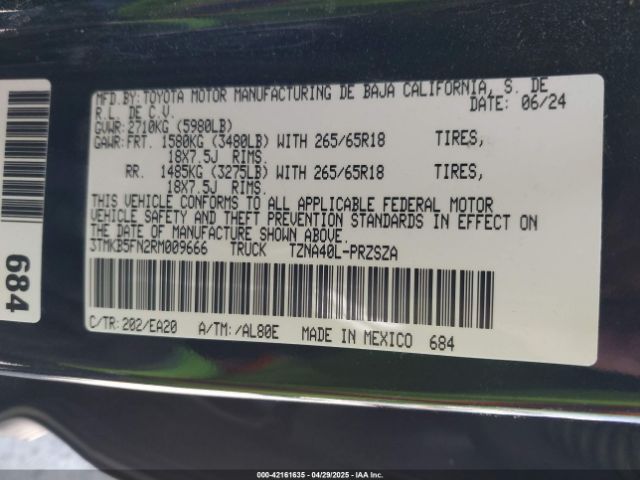 MFD.BY:TOYOTA MOTOR MANUFACTURING DE BAJA CALIFORNIA, S. DE
R.L. DE C.V. DATE: 06/24
GVWR:2710KG (5980LB)
GAWR:FRT. 1580KG (3480LB) WITH 265/65R18 TIRES,
18X7.5J RIMS.
RR. 1485KG (3275LB) WITH 265/65R18 TIRES,
18X7.5J RIMS.
THIS VEHICLE CONFORMS TO ALL APPLICABLE FEDERAL MOTOR
VEHICLE SAFETY AND THEFT PREVENTION STANDARDS IN EFFECT ON
THE DATE OF MANUFACTURE SHOWN ABOVE.
3TMKB5FN2RM009666 TRUCK TZNA40L-PRZSZA
C/TR:202/EA20 A/TM:/AL80E MADE IN MEXICO 684
684
000-42161635 - 04/29/2025 - IAAI.COM